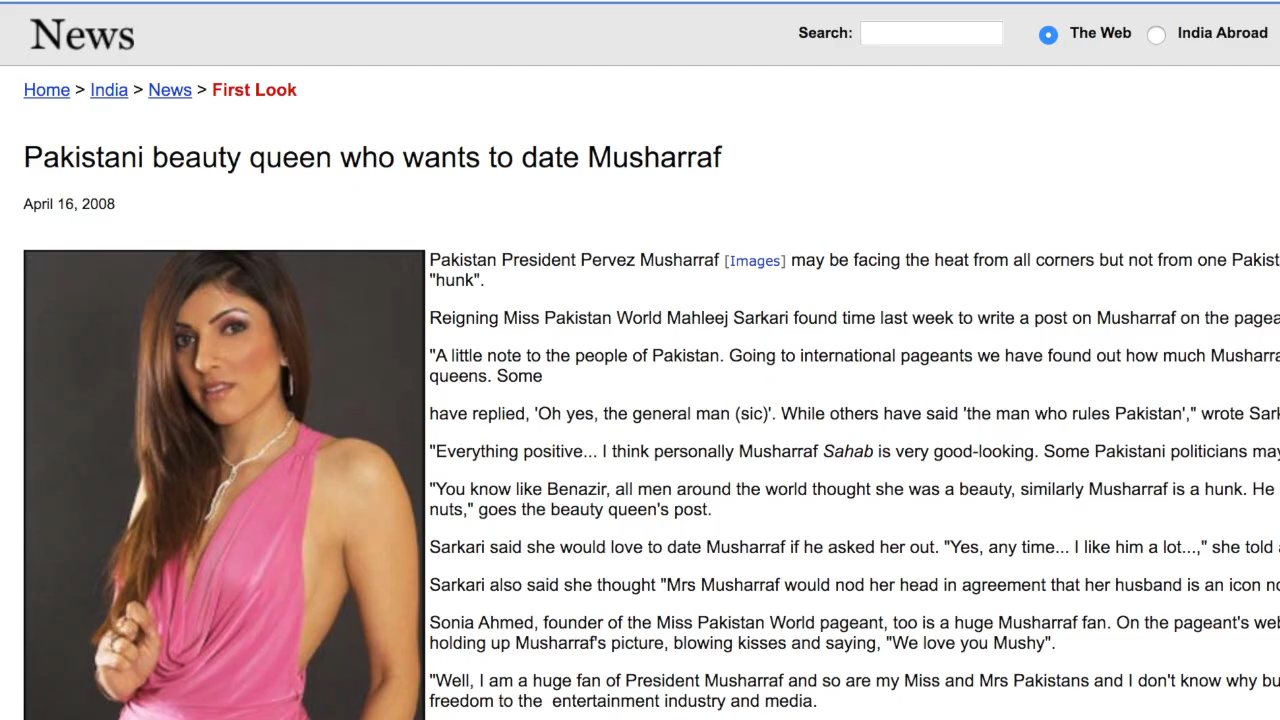 News
Search:
The Web
India Abroad
Home > India > News > First Look
Pakistani beauty queen who wants to date Musharraf
April 16, 2008
Pakistan President Pervez Musharraf [Images] may be facing the heat from all corners but not from one Pakist
"hunk".
Reigning Miss Pakistan World Mahleej Sarkari found time last week to write a post on Musharraf on the pagea
"A little note to the people of Pakistan. Going to international pageants we have found out how much Musharra
queens. Some
have replied, 'Oh yes, the general man (sic)'. While others have said 'the man who rules Pakistan'," wrote Sark
"Everything positive... I think personally Musharraf Sahab is very good-looking. Some Pakistani politicians may
"You know like Benazir, all men around the world thought she was a beauty, similarly Musharraf is a hunk. He
nuts," goes the beauty queen's post.
Sarkari said she would love to date Musharraf if he asked her out. "Yes, any time... I like him a lot...," she told a
Sarkari also said she thought "Mrs Musharraf would nod her head in agreement that her husband is an icon no
Sonia Ahmed, founder of the Miss Pakistan World pageant, too is a huge Musharraf fan. On the pageant's web
holding up Musharraf's picture, blowing kisses and saying, "We love you Mushy".
"Well, I am a huge fan of President Musharraf and so are my Miss and Mrs Pakistans and I don't know why bu
freedom to the entertainment industry and media.